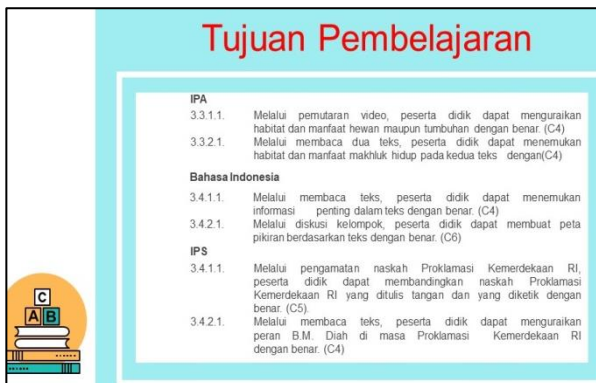 Tujuan Pembelajaran
IPA
3.3.1.1. Melalui pemutaran video, peserta didik dapat menguraikan
habitat dan manfaat hewan maupun tumbuhan dengan benar. (C4)
3.3.2.1. Melalui membaca dua teks, peserta didik dapat menemukan
habitat dan manfaat makhluk hidup pada kedua teks dengan(C4)
Bahasa Indonesia
3.4.1.1. Melalui membaca teks, peserta didik dapat menemukan
informasi penting dalam teks dengan benar. (C4)
3.4.2.1. Melalui diskusi kelompok, peserta didik dapat membuat peta
pikiran berdasarkan teks dengan benar. (C6)
IPS
3.4.1.1. Melalui pengamatan naskah Proklamasi Kemerdekaan RI,
peserta didik dapat membandingkan naskah Proklamasi
Kemerdekaan RI yang ditulis tangan dan yang diketik dengan
benar. (C5).
3.4.2.1. Melalui membaca teks, peserta didik dapat menguraikan
peran B.M. Diah di masa Proklamasi Kemerdekaan RI
dengan benar. (C4)
C
A B